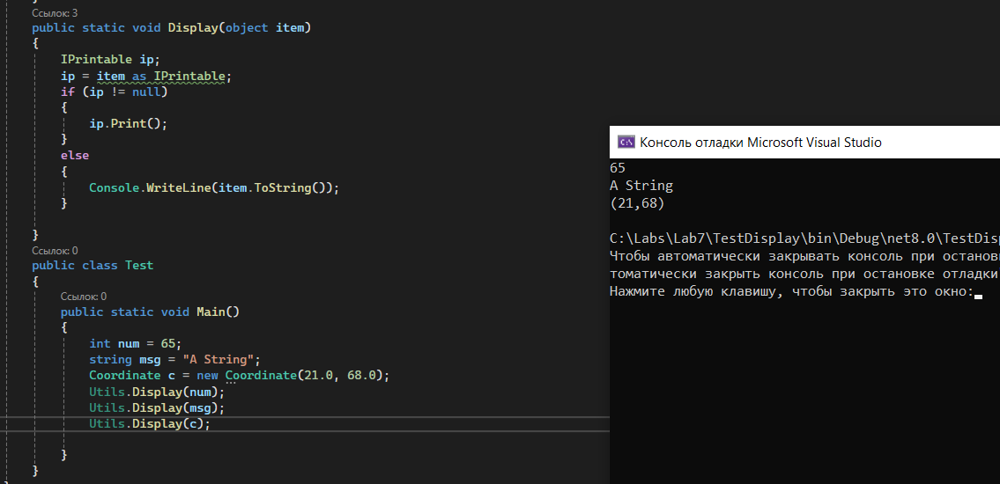 Ссылок: 3
public static void Display(object item)
{
IPrintable ip;
ip = item as IPrintable;
if (ip != null)
{
ip.Print();
}
else
{
Console.WriteLine(item.ToString());
}
}
Ссылок: 0
public class Test
{
Ссылок: 0
public static void Main()
{
int num = 65;
string msg = "A String";
Coordinate c = new Coordinate(21.0, 68.0);
Utils.Display(num);
Utils.Display(msg);
Utils.Display(c);
}
}
C:\ Консоль отладки Microsoft Visual Studio
65
A String
(21,68)
C:\Labs\Lab7\TestDisplay\bin\Debug\net8.0\TestDis
Чтобы автоматически закрывать консоль при останов
томатически закрыть консоль при остановке отладки
Нажмите любую клавишу, чтобы закрыть это окно: